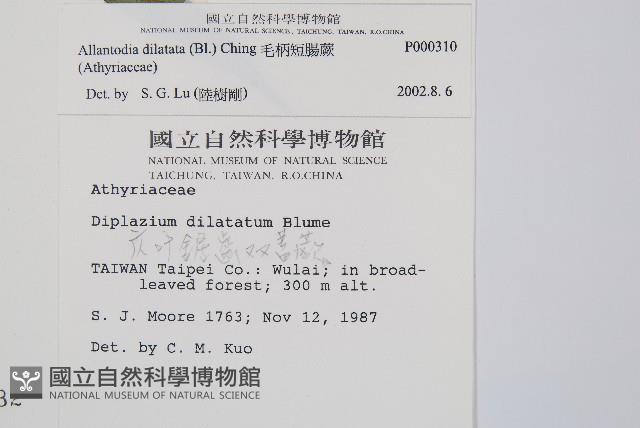 國立自然科學博物館
NATIONAL MUSEUM OF NATURAL SCIENCE, TAICHUNG, TAIWAN, R.O.CHINA
Allantodia dilatata (Bl.) Ching 毛柄短腸蕨 P000310
(Athyriaceae)
Det. by S. G. Lu (陸樹剛) 2002.8. 6
國立自然科學博物館
NATIONAL MUSEUM OF NATURAL SCIENCE
TAICHUNG, TAIWAN, R.O.CHINA
Athyriaceae
Diplazium dilatatum Blume
广叶鋸齒双蓋蕨
TAIWAN Taipei Co.: Wulai; in broad-
leaved forest; 300 m alt.
S. J. Moore 1763; Nov 12, 1987
Det. by C. M. Kuo
國立自然科學博物館
NATIONAL MUSEUM OF NATURAL SCIENCE